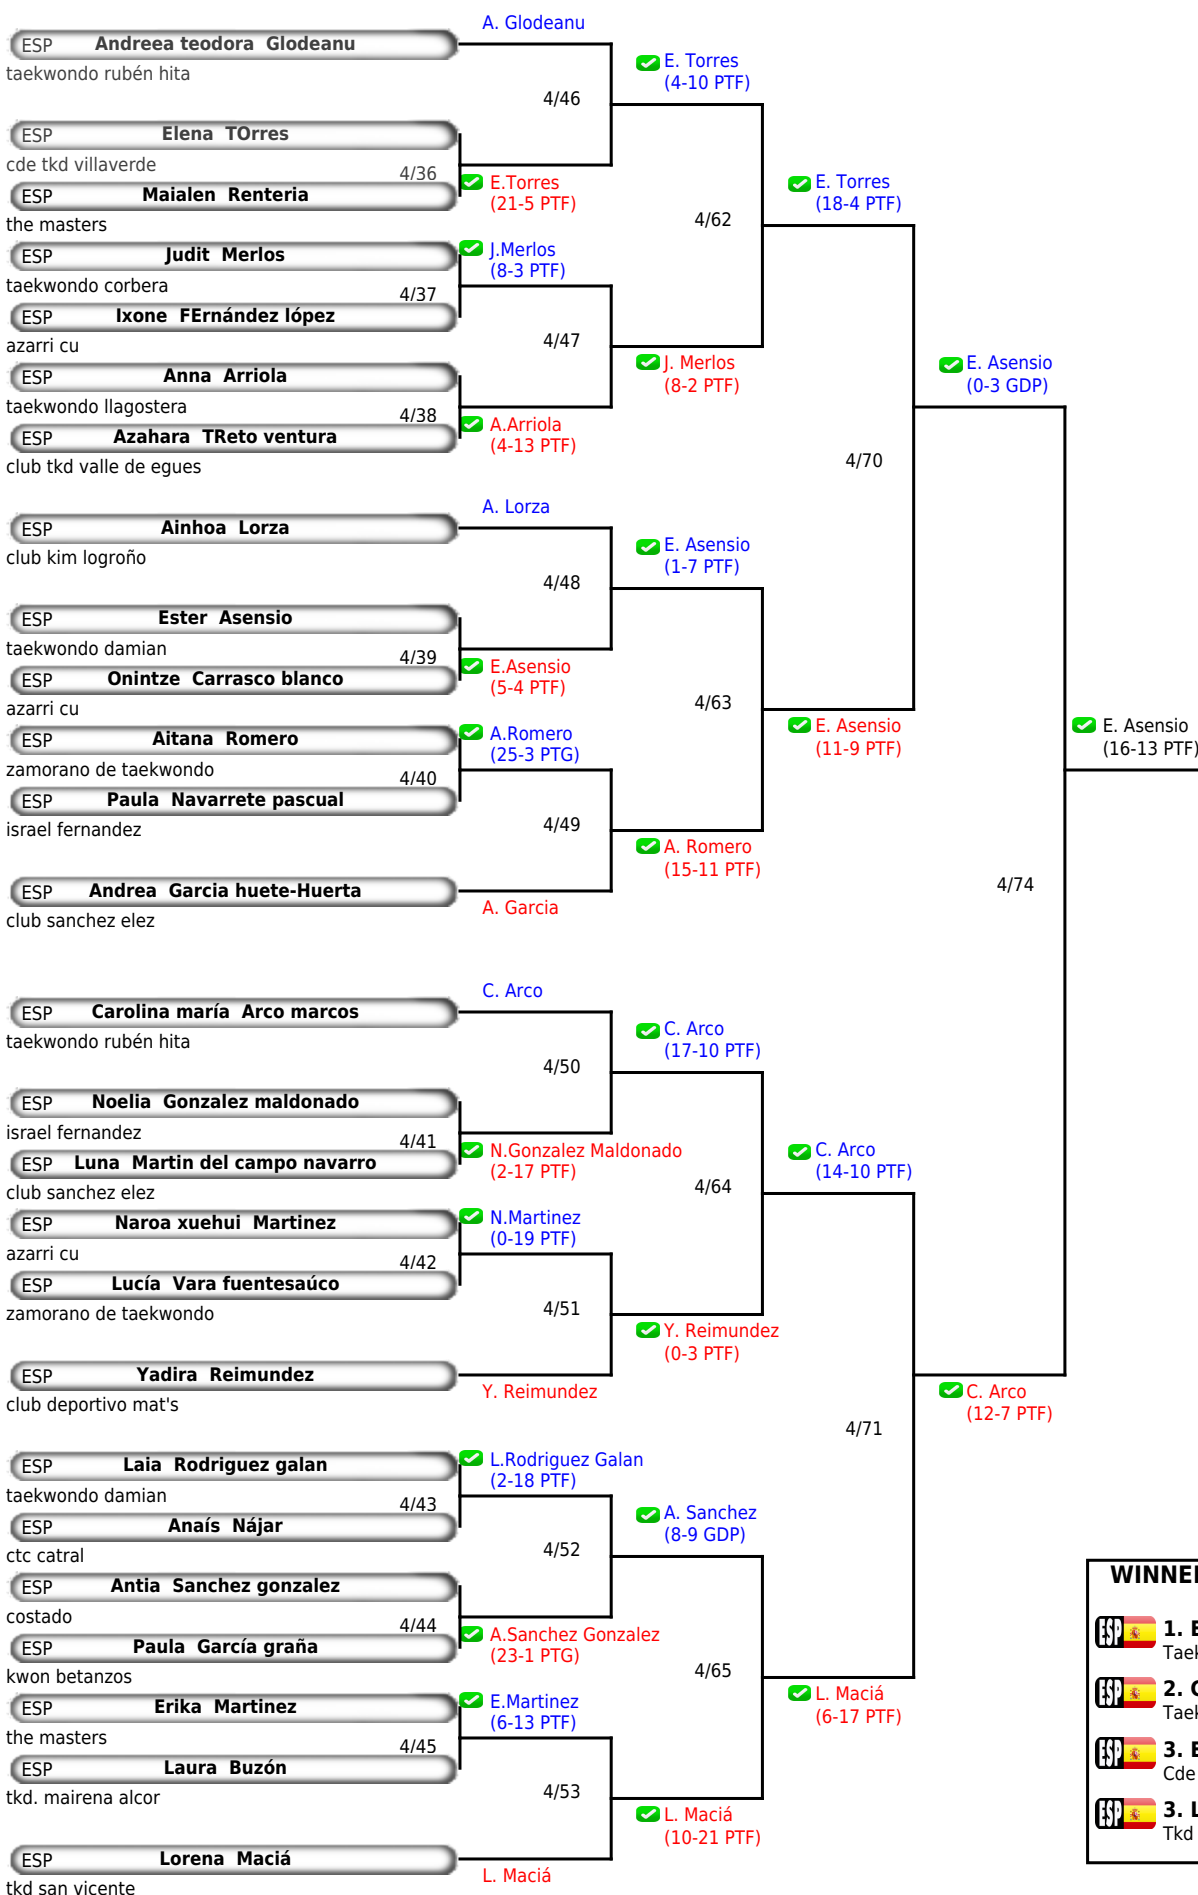 A. Glodeanu
ESP Andreea teodora Glodeanu
taekwondo rubén hita
E. Torres
(4-10 PTF)
4/46
ESP Elena TOrres
cde tkd villaverde
4/36
E.Torres
(21-5 PTF)
ESP Maialen Renteria
the masters
E. Torres
(18-4 PTF)
4/62
ESP Judit Merlos
taekwondo corbera
J.Merlos
(8-3 PTF)
4/37
ESP Ixone FErnández lópez
azarri cu
4/47
J. Merlos
(8-2 PTF)
ESP Anna Arriola
taekwondo llagostera
4/38
A.Arriola
(4-13 PTF)
ESP Azahara TReto ventura
club tkd valle de egues
E. Asensio
(0-3 GDP)
4/70
A. Lorza
ESP Ainhoa Lorza
club kim logroño
E. Asensio
(1-7 PTF)
4/48
ESP Ester Asensio
taekwondo damian
4/39
E.Asensio
(5-4 PTF)
ESP Onintze Carrasco blanco
azarri cu
4/63
E. Asensio
(11-9 PTF)
E. Asensio
(16-13 PTF)
ESP Aitana Romero
zamorano de taekwondo
A.Romero
(25-3 PTG)
4/40
ESP Paula Navarrete pascual
israel fernandez
4/49
A. Romero
(15-11 PTF)
ESP Andrea Garcia huete-Huerta
club sanchez elez
A. Garcia
4/74
C. Arco
ESP Carolina maría Arco marcos
taekwondo rubén hita
C. Arco
(17-10 PTF)
4/50
ESP Noelia Gonzalez maldonado
israel fernandez
4/41
N.Gonzalez Maldonado
(2-17 PTF)
ESP Luna Martin del campo navarro
club sanchez elez
C. Arco
(14-10 PTF)
4/64
ESP Naroa xuehui Martinez
azarri cu
N.Martinez
(0-19 PTF)
4/42
ESP Lucía Vara fuentesaúco
zamorano de taekwondo
4/51
Y. Reimundez
(0-3 PTF)
ESP Yadira Reimundez
club deportivo mat's
Y. Reimundez
C. Arco
(12-7 PTF)
4/71
ESP Laia Rodriguez galan
taekwondo damian
L.Rodriguez Galan
(2-18 PTF)
4/43
ESP Anaís Nájar
ctc catral
A. Sanchez
(8-9 GDP)
4/52
ESP Antia Sanchez gonzalez
costado
4/44
A.Sanchez Gonzalez
(23-1 PTG)
ESP Paula García graña
kwon betanzos
4/65
L. Maciá
(6-17 PTF)
ESP Erika Martinez
the masters
E.Martinez
(6-13 PTF)
4/45
ESP Laura Buzón
tkd. mairena alcor
4/53
L. Maciá
(10-21 PTF)
ESP Lorena Maciá
tkd san vicente
L. Maciá
ESP 1.
ESP 2.
ESP 3.
Cde
ESP 3.
Tkd